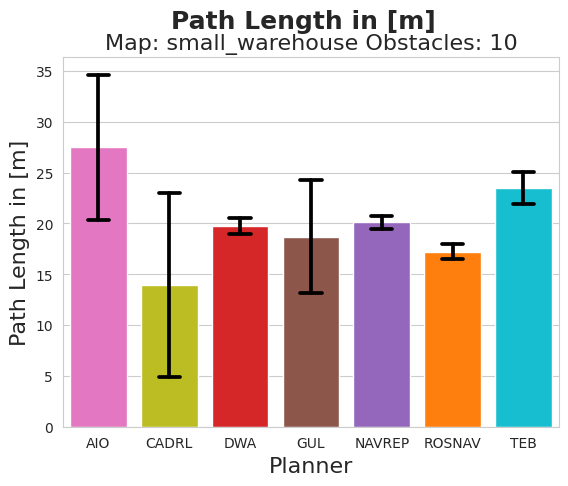 Path Length in [m]
Map: small_warehouse Obstacles: 10
Path Length in [m]
35
30
25
20
15
10
5
0
AIO CADRL DWA GUL NAVREP ROSNAV TEB
Planner